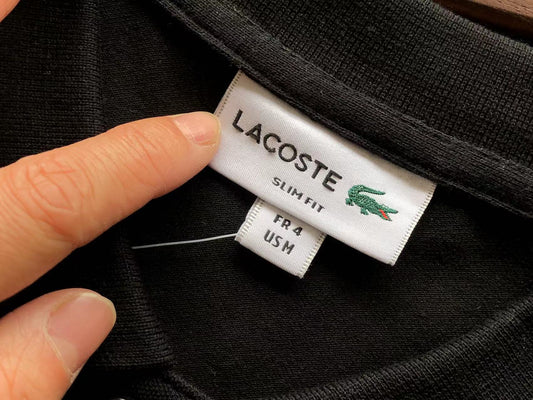 LACOSTE
SLIM FIT
FR 4
US M